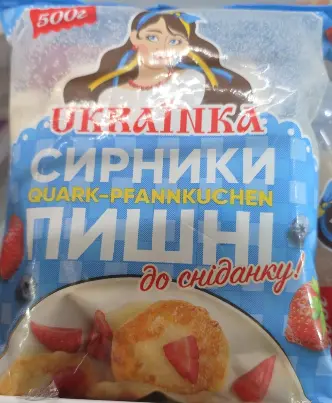 500г
UKRAINKA
СИРНИКИ
QUARK-PFANNKUCHEN
ПИШНІ
до сніданку!